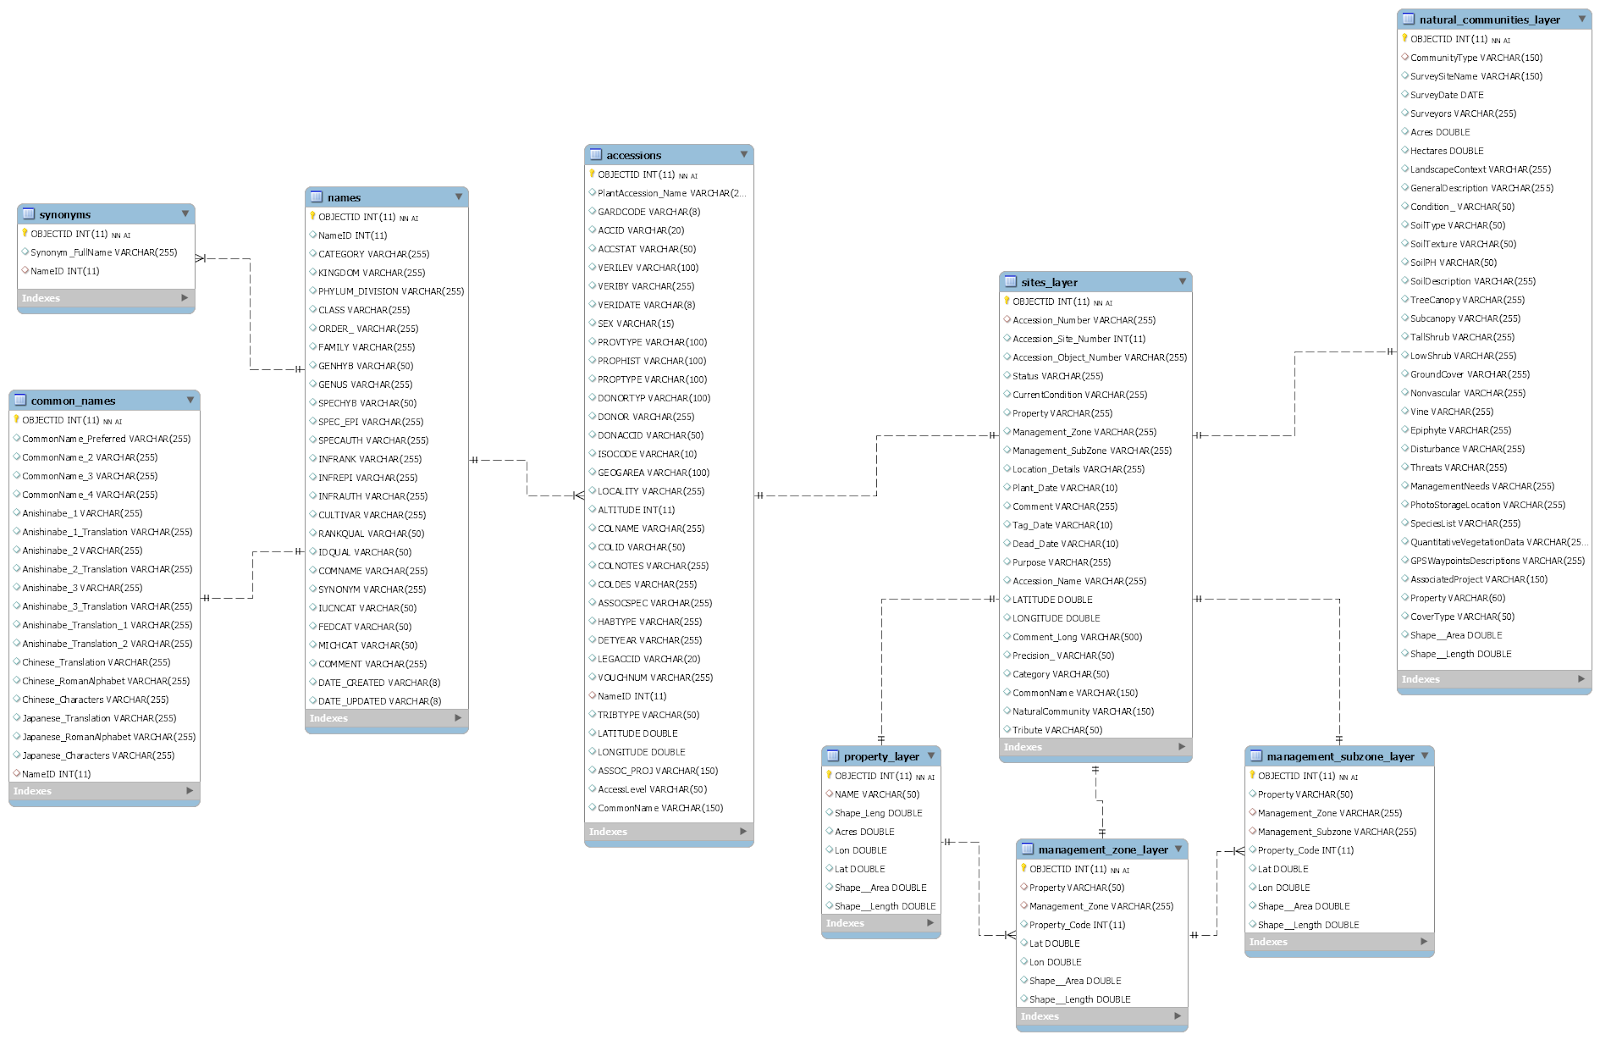 synonyms
OBJECTID INT(11) NN AI
Synonym_FullName VARCHAR(255)
NameID INT(11)
Indexes
common_names
OBJECTID INT(11) NN AI
CommonName_Preferred VARCHAR(255)
CommonName_2 VARCHAR(255)
CommonName_3 VARCHAR(255)
CommonName_4 VARCHAR(255)
Anishinabe_1 VARCHAR(255)
Anishinabe_1_Translation VARCHAR(255)
Anishinabe_2 VARCHAR(255)
Anishinabe_2_Translation VARCHAR(255)
Anishinabe_3 VARCHAR(255)
Anishinabe_3_Translation VARCHAR(255)
Anishinabe_Translation_1 VARCHAR(255)
Anishinabe_Translation_2 VARCHAR(255)
Chinese_Translation VARCHAR(255)
Chinese_RomanAlphabet VARCHAR(255)
Chinese_Characters VARCHAR(255)
Japanese_Translation VARCHAR(255)
Japanese_RomanAlphabet VARCHAR(255)
Japanese_Characters VARCHAR(255)
NameID INT(11)
Indexes
names
OBJECTID INT(11) NN AI
NameID INT(11)
CATEGORY VARCHAR(255)
KINGDOM VARCHAR(255)
PHYLUM_DIVISION VARCHAR(255)
CLASS VARCHAR(255)
ORDER_ VARCHAR(255)
FAMILY VARCHAR(255)
GENHYB VARCHAR(50)
GENUS VARCHAR(255)
SPECHYB VARCHAR(50)
SPEC_EPI VARCHAR(255)
SPECAUTH VARCHAR(255)
INFRANK VARCHAR(255)
INFREPI VARCHAR(255)
INFRAUTH VARCHAR(255)
CULTIVAR VARCHAR(255)
RANKQUAL VARCHAR(50)
IDQUAL VARCHAR(50)
COMNAME VARCHAR(255)
SYNONYM VARCHAR(255)
IUCNCAT VARCHAR(50)
FEDCAT VARCHAR(50)
MICHCAT VARCHAR(50)
COMMENT VARCHAR(255)
DATE_CREATED VARCHAR(8)
DATE_UPDATED VARCHAR(8)
Indexes
accessions
OBJECTID INT(11) NN AI
PlantAccession_Name VARCHAR(2...
GARDCODE VARCHAR(8)
ACCID VARCHAR(20)
ACCSTAT VARCHAR(50)
VERILEV VARCHAR(100)
VERIBY VARCHAR(255)
VERIDATE VARCHAR(8)
SEX VARCHAR(15)
PROVTYPE VARCHAR(100)
PROPHIST VARCHAR(100)
PROPTYPE VARCHAR(100)
DONORTYP VARCHAR(100)
DONOR VARCHAR(255)
DONACCID VARCHAR(50)
ISOCODE VARCHAR(10)
GEOGAREA VARCHAR(100)
LOCALITY VARCHAR(255)
ALTITUDE INT(11)
COLNAME VARCHAR(255)
COLID VARCHAR(50)
COLNOTES VARCHAR(255)
COLDES VARCHAR(255)
ASSOCSPEC VARCHAR(255)
HABTYPE VARCHAR(255)
DETYEAR VARCHAR(255)
LEGACCID VARCHAR(20)
VOUCHNUM VARCHAR(255)
NameID INT(11)
TRIBTYPE VARCHAR(50)
LATITUDE DOUBLE
LONGITUDE DOUBLE
ASSOC_PROJ VARCHAR(150)
AccessLevel VARCHAR(50)
CommonName VARCHAR(150)
Indexes
sites_layer
OBJECTID INT(11) NN AI
Accession_Number VARCHAR(255)
Accession_Site_Number INT(11)
Accession_Object_Number VARCHAR(255)
Status VARCHAR(255)
CurrentCondition VARCHAR(255)
Property VARCHAR(255)
Management_Zone VARCHAR(255)
Management_SubZone VARCHAR(255)
Location_Details VARCHAR(255)
Plant_Date VARCHAR(10)
Comment VARCHAR(255)
Tag_Date VARCHAR(10)
Dead_Date VARCHAR(10)
Purpose VARCHAR(255)
Accession_Name VARCHAR(255)
LATITUDE DOUBLE
LONGITUDE DOUBLE
Comment_Long VARCHAR(500)
Precision_ VARCHAR(50)
Category VARCHAR(50)
CommonName VARCHAR(150)
NaturalCommunity VARCHAR(150)
Tribute VARCHAR(50)
Indexes
property_layer
OBJECTID INT(11) NN AI
NAME VARCHAR(50)
Shape_Leng DOUBLE
Acres DOUBLE
Lon DOUBLE
Lat DOUBLE
Shape__Area DOUBLE
Shape__Length DOUBLE
Indexes
management_zone_layer
OBJECTID INT(11) NN AI
Property VARCHAR(50)
Management_Zone VARCHAR(255)
Property_Code INT(11)
Lat DOUBLE
Lon DOUBLE
Shape__Area DOUBLE
Shape__Length DOUBLE
Indexes
management_subzone_layer
OBJECTID INT(11) NN AI
Property VARCHAR(50)
Management_Zone VARCHAR(255)
Management_Subzone VARCHAR(255)
Property_Code INT(11)
Lat DOUBLE
Lon DOUBLE
Shape__Area DOUBLE
Shape__Length DOUBLE
Indexes
natural_communities_layer
OBJECTID INT(11) NN AI
CommunityType VARCHAR(150)
SurveySiteName VARCHAR(150)
SurveyDate DATE
Surveyors VARCHAR(255)
Acres DOUBLE
Hectares DOUBLE
LandscapeContext VARCHAR(255)
GeneralDescription VARCHAR(255)
Condition_ VARCHAR(50)
SoilType VARCHAR(50)
SoilTexture VARCHAR(50)
SoilPH VARCHAR(50)
SoilDescription VARCHAR(255)
TreeCanopy VARCHAR(255)
Subcanopy VARCHAR(255)
TallShrub VARCHAR(255)
LowShrub VARCHAR(255)
GroundCover VARCHAR(255)
Nonvascular VARCHAR(255)
Vine VARCHAR(255)
Epiphyte VARCHAR(255)
Disturbance VARCHAR(255)
Threats VARCHAR(255)
ManagementNeeds VARCHAR(255)
PhotoStorageLocation VARCHAR(255)
SpeciesList VARCHAR(255)
QuantitativeVegetationData VARCHAR(25...
GPSWaypointsDescriptions VARCHAR(255)
AssociatedProject VARCHAR(150)
Property VARCHAR(60)
CoverType VARCHAR(50)
Shape__Area DOUBLE
Shape__Length DOUBLE
Indexes